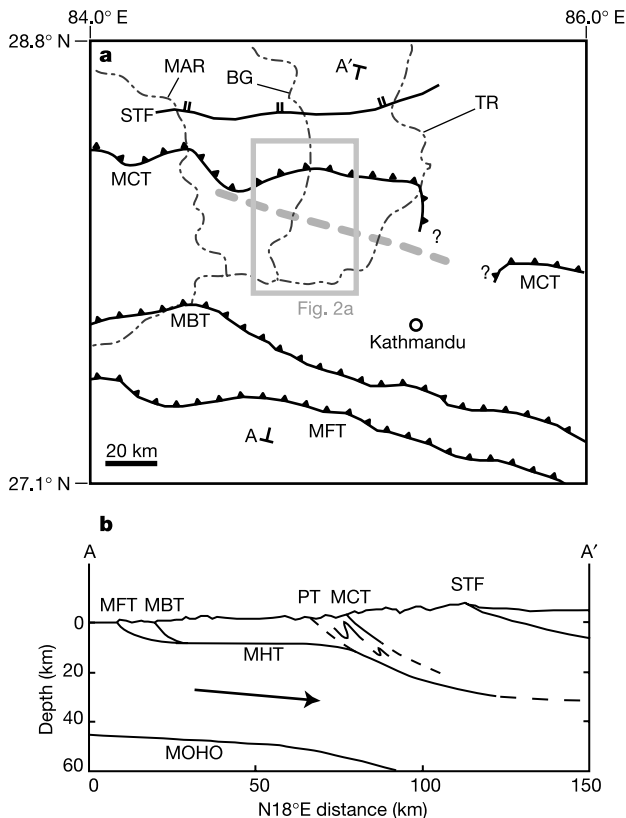 84.0° E
86.0° E
28.8° N
a
A′
MAR
BG
STF
TR
MCT
?
?
MCT
Fig. 2a
MBT
Kathmandu
A
MFT
20 km
27.1° N
b
A
A′
MFT MBT
PT MCT
STF
MHT
MOHO
0
20
40
60
Depth (km)
0
50
100
150
N18°E distance (km)